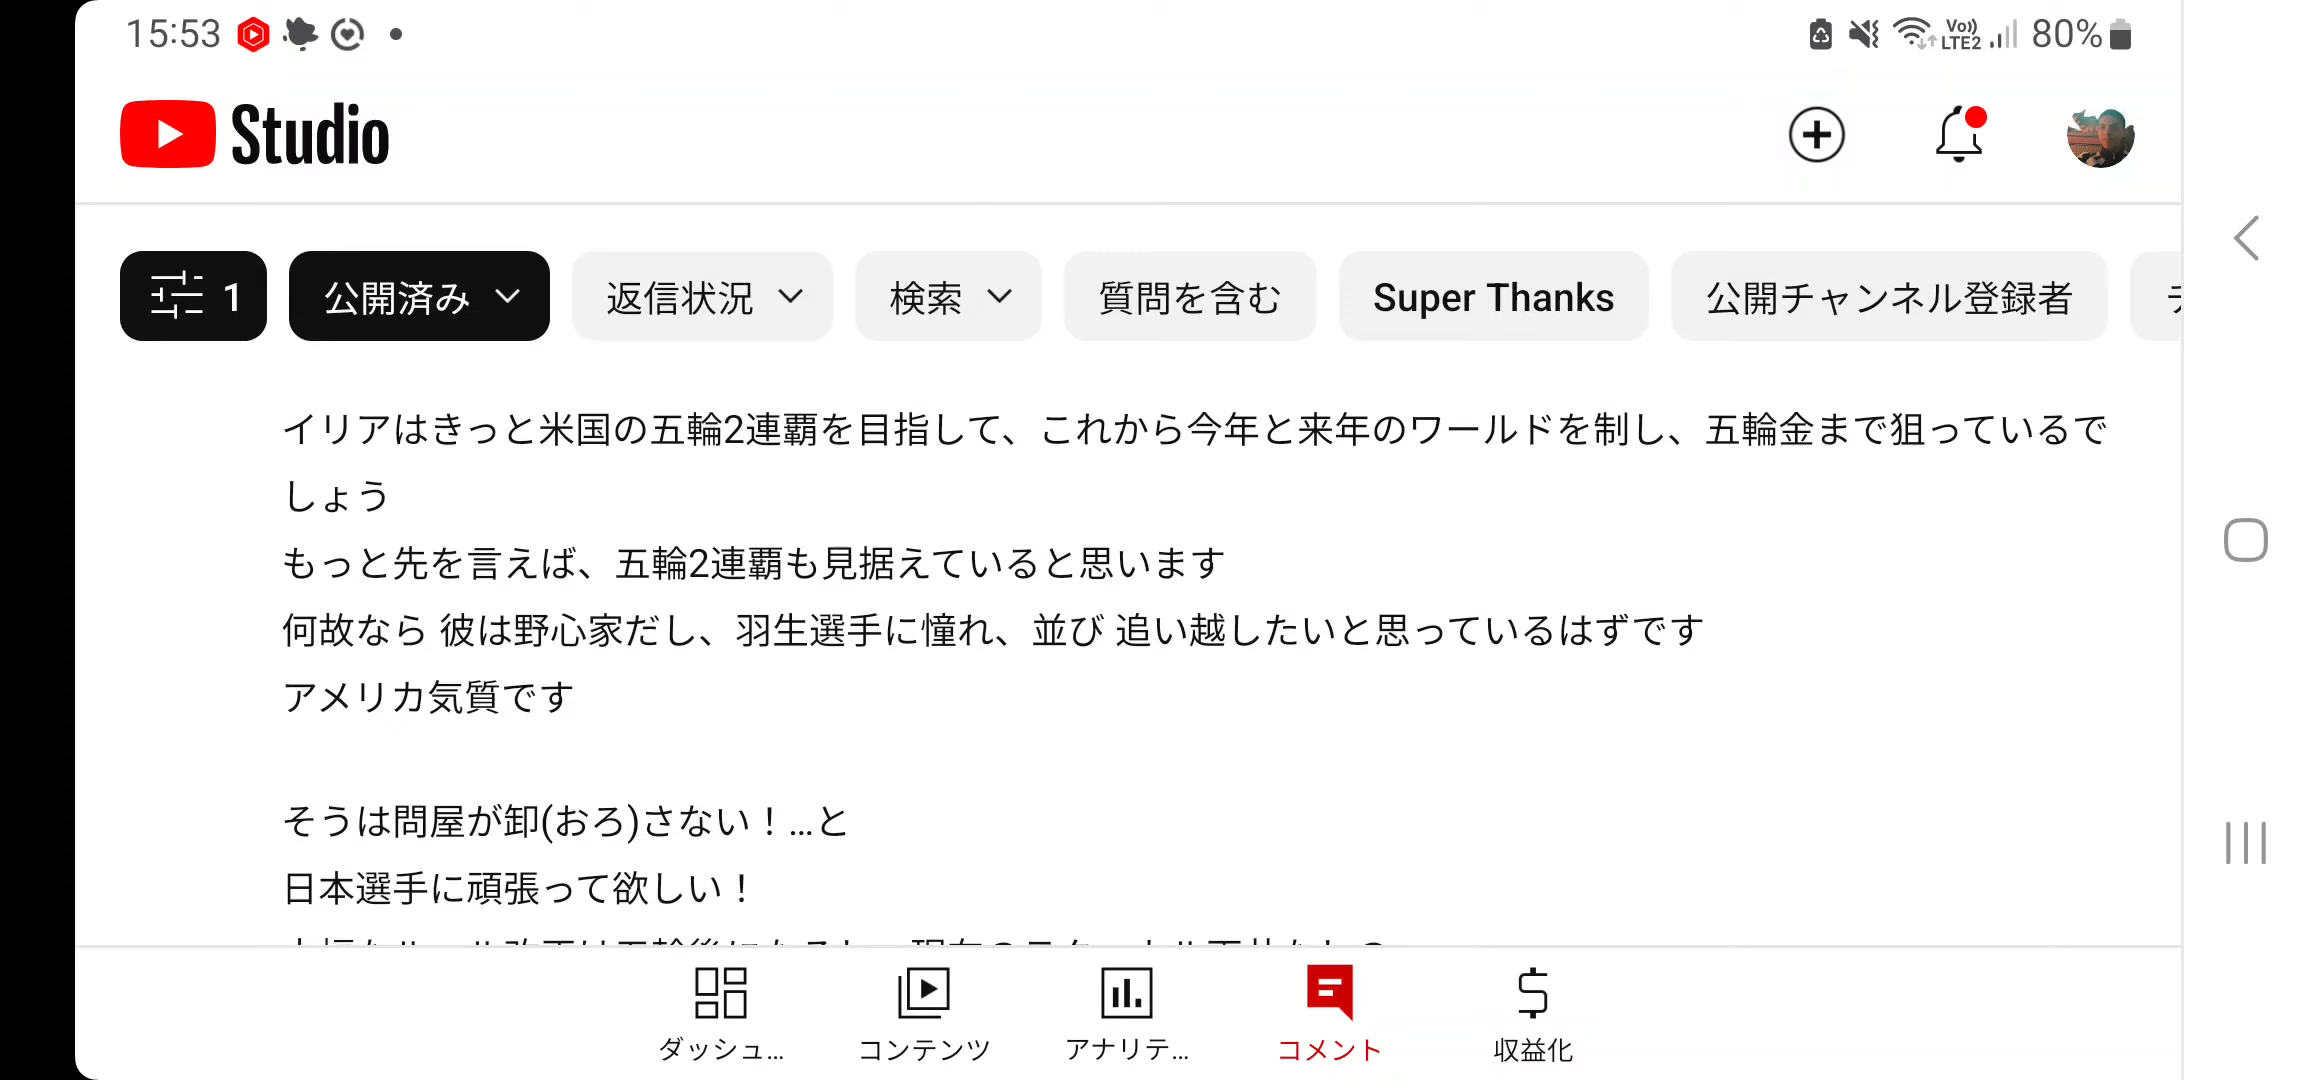 15:53
Vo)) LTE2 80%
Studio
1 公開済み 返信状況 検索 質問を含む Super Thanks 公開チャンネル登録者
イリアはきっと米国の五輪2連覇を目指して、これから今年と来年のワールドを制し、五輪金まで狙っているで
しょう
もっと先を言えば、五輪2連覇も見据えていると思います
何故なら 彼は野心家だし、羽生選手に憧れ、並び 追い越したいと思っているはずです
アメリカ気質です
そうは問屋が卸(おろ)さない！…と
日本選手に頑張って欲しい！
ダッシュ… コンテンツ アナリテ… コメント 収益化